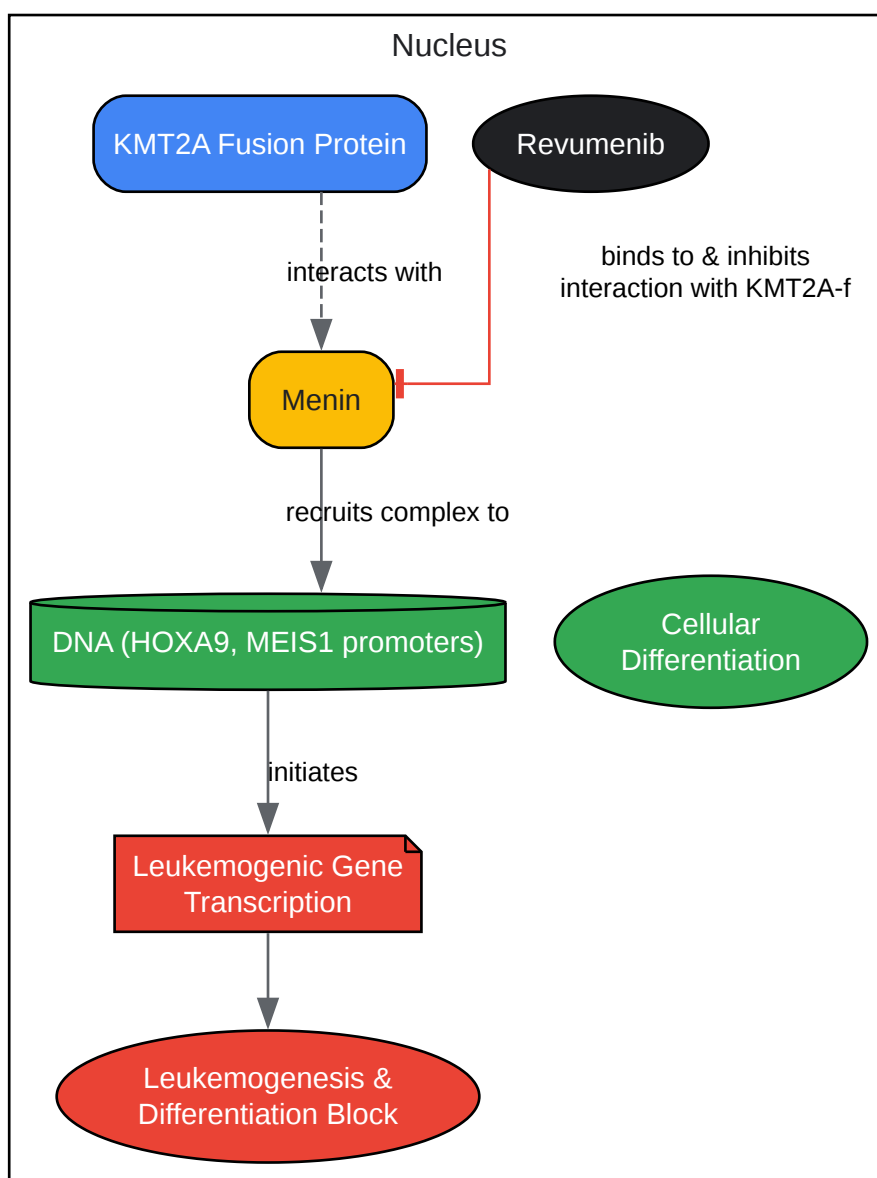 Nucleus
KMT2A Fusion Protein
Revumenib
interacts with
binds to & inhibits
interaction with KMT2A-f
Menin
recruits complex to
DNA (HOXA9, MEIS1 promoters)
Cellular
Differentiation
initiates
Leukemogenic Gene
Transcription
Leukemogenesis &
Differentiation Block